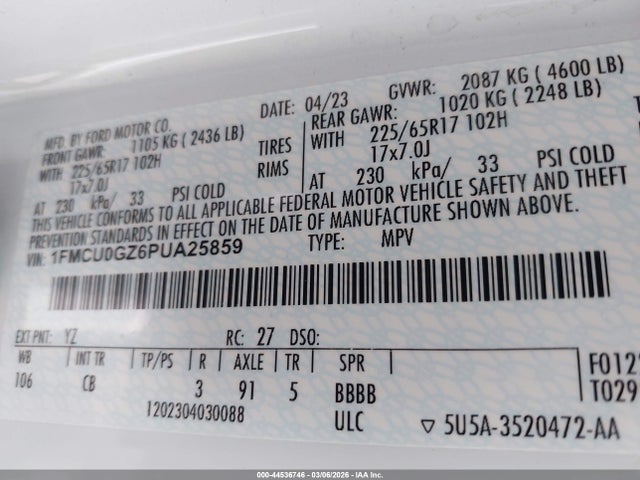 MFD. BY FORD MOTOR CO.
DATE: 04/23 GVWR: 2087 KG ( 4600 LB)
FRONT GAWR: 1105 KG ( 2436 LB) REAR GAWR: 1020 KG ( 2248 LB)
WITH 225/65R17 102H TIRES WITH 225/65R17 102H
17x7.0J RIMS 17x7.0J
AT 230 kPa/ 33 PSI COLD AT 230 kPa/ 33 PSI COLD
THIS VEHICLE CONFORMS TO ALL APPLICABLE FEDERAL MOTOR VEHICLE SAFETY AND THEFT
PREVENTION STANDARDS IN EFFECT ON THE DATE OF MANUFACTURE SHOWN ABOVE.
VIN: 1FMCU0GZ6PUA25859 TYPE: MPV
EXT PNT: YZ RC: 27 DSO:
WB INT TR TP/PS R AXLE TR SPR
106 CB 3 91 5 BBBB
F012
T029
1202304030088 ULC ▽ 5U5A-3520472-AA
000-44536746 | 03/06/2026 | IAA Inc.